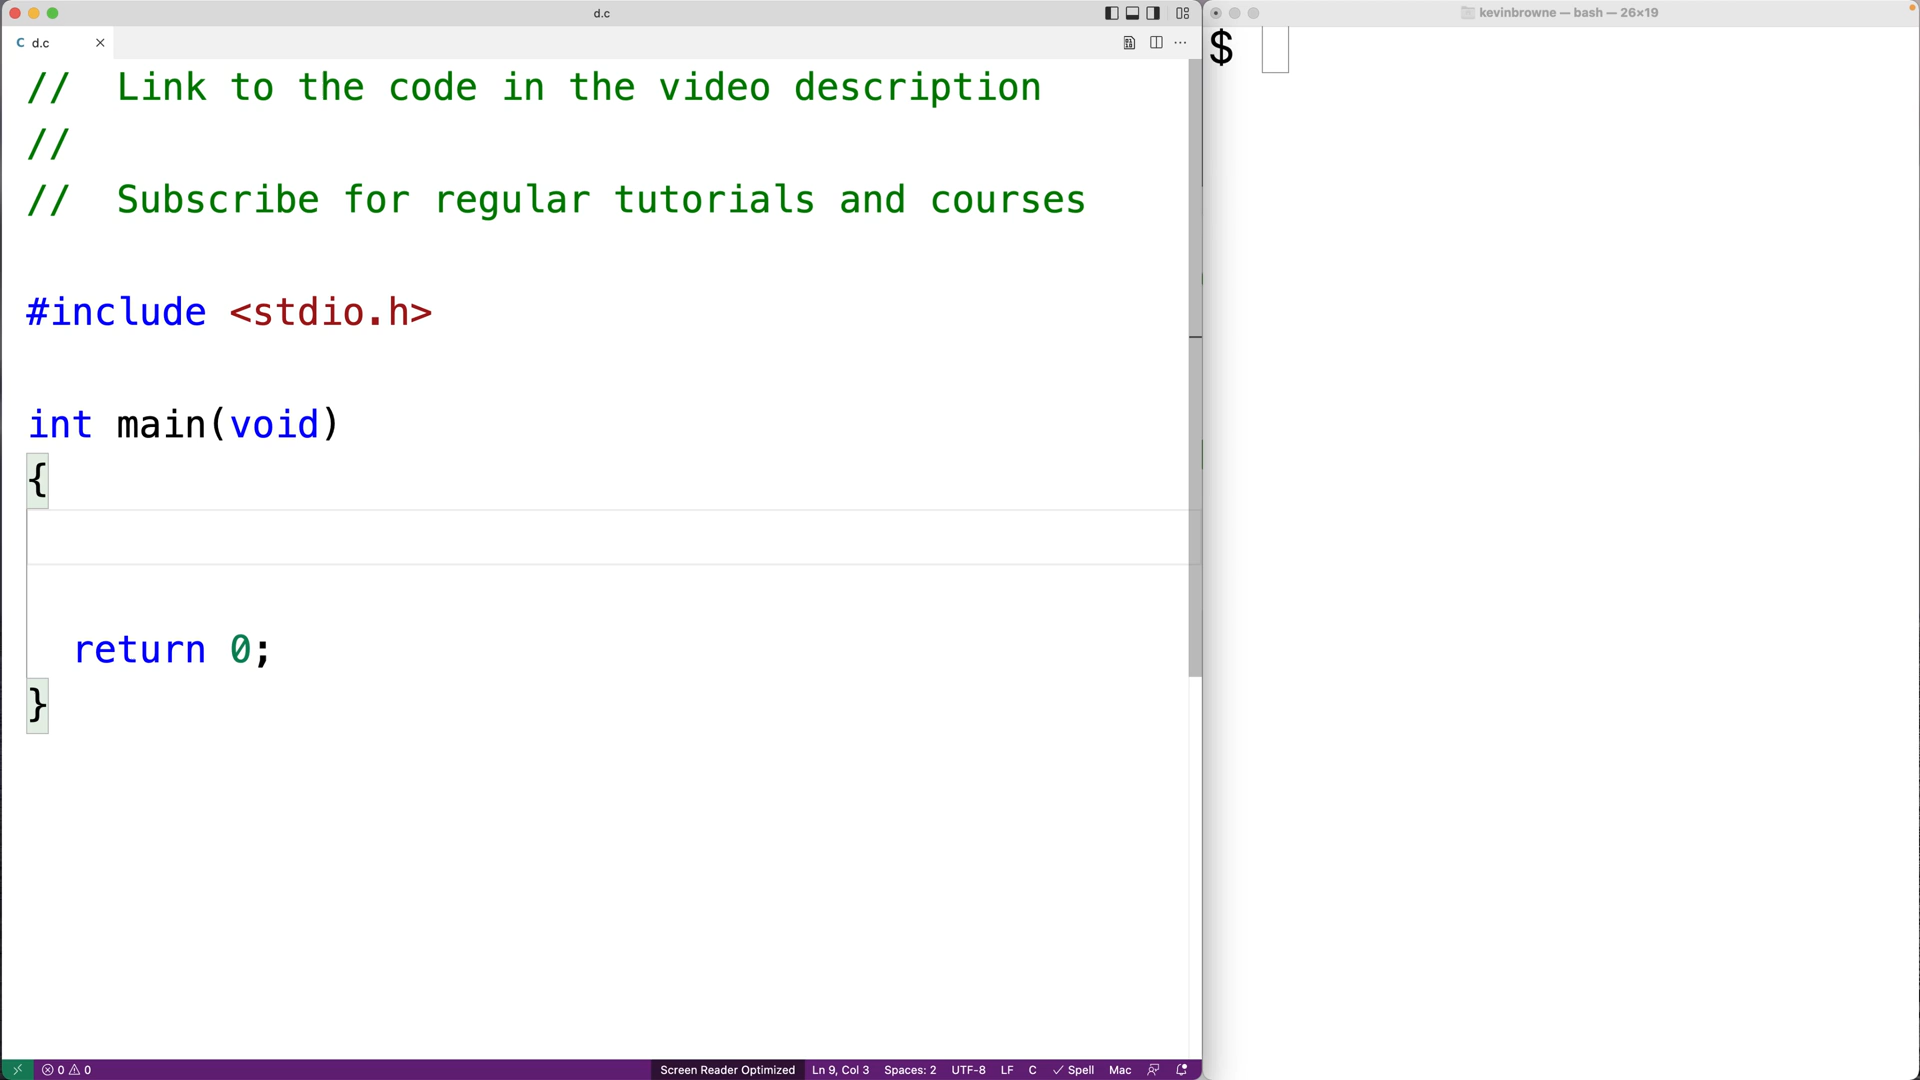 d.c
C d.c
// Link to the code in the video description
//
// Subscribe for regular tutorials and courses
#include <stdio.h>
int main(void)
{
return 0;
}
0 0 Screen Reader Optimized Ln 9, Col 3 Spaces: 2 UTF-8 LF C Spell Mac
kevinbrowne — bash — 26×19
$